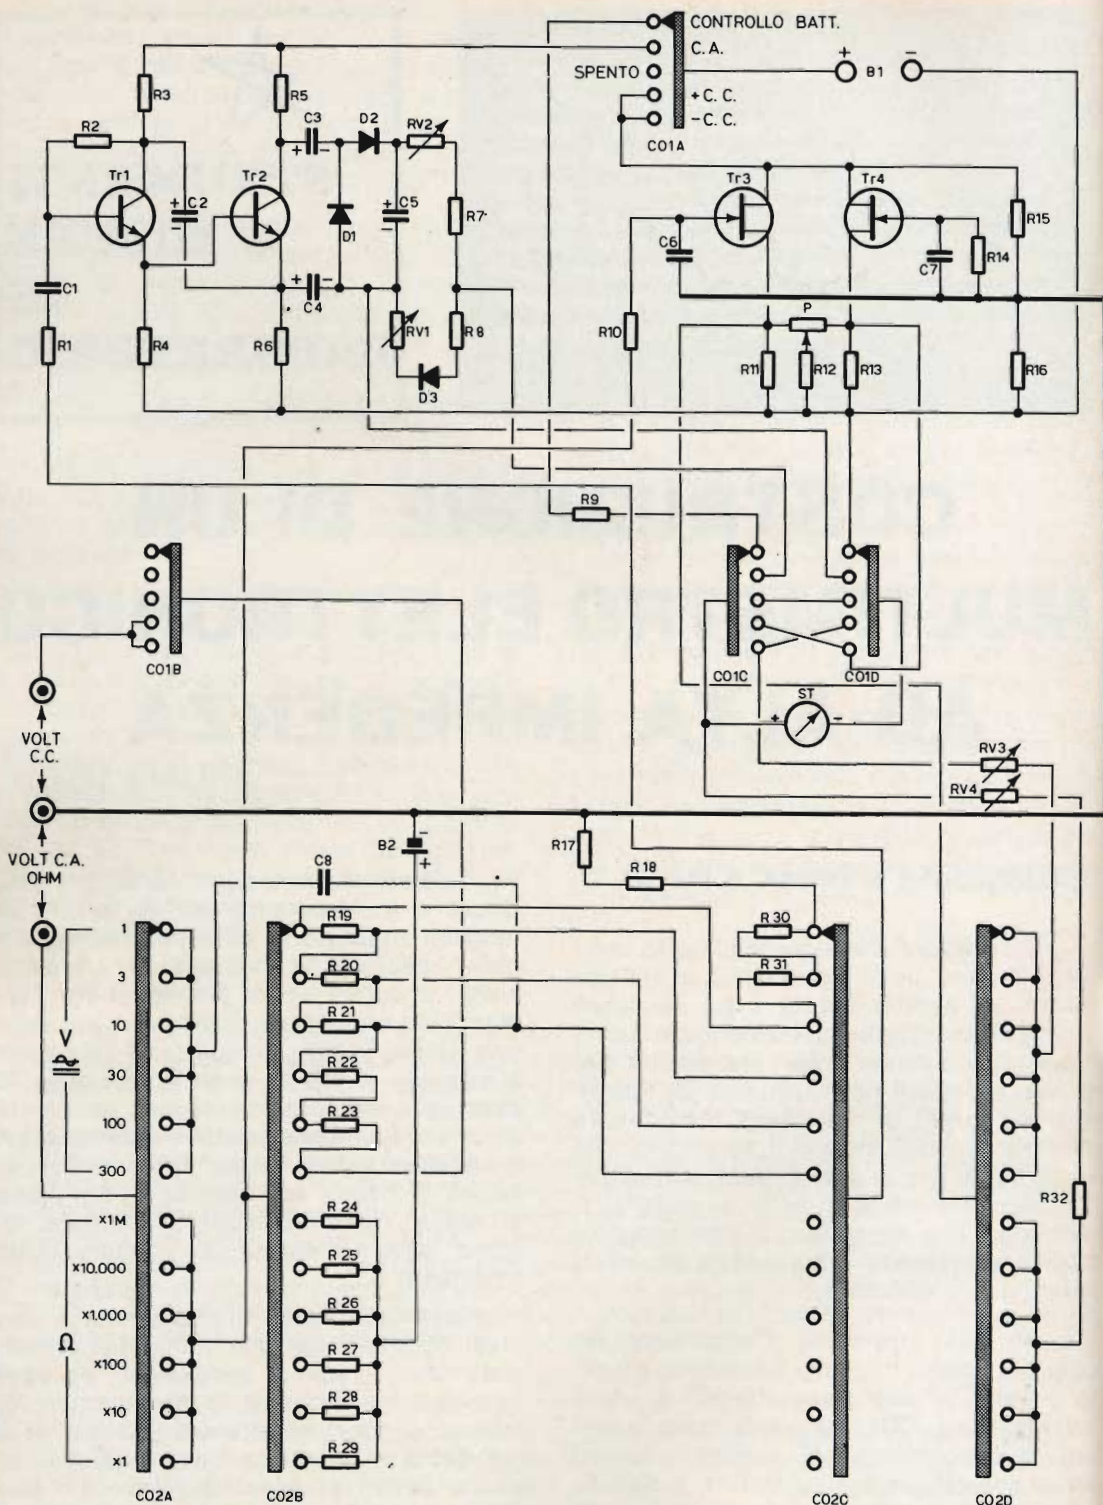 CONTROLLO BATT.
C.A.
SPENTO
+ C.C.
- C.C.
CO1A
+ B1 -
R3
R5
R2
C3
D2
RV2
+ -
Tr1
Tr2
Tr3
Tr4
+ C2 -
D1
+ C5 -
R7
R15
C6
C7
R14
C1
+ -
C4
P
R1
R4
R6
RV1
R8
R10
R11
R12
R13
R16
D3
R9
CO1B
CO1C
CO1D
ST
+ -
VOLT
C.C.
RV3
RV4
VOLT C.A.
OHM
B2
-
+
R17
R18
C8
1
R19
R30
3
R20
R31
10
R21
V
30
R22
100
R23
300
R32
x1M
R24
x10.000
R25
x1.000
R26
Ω
x100
R27
x10
R28
x1
R29
CO2A
CO2B
CO2C
CO2D